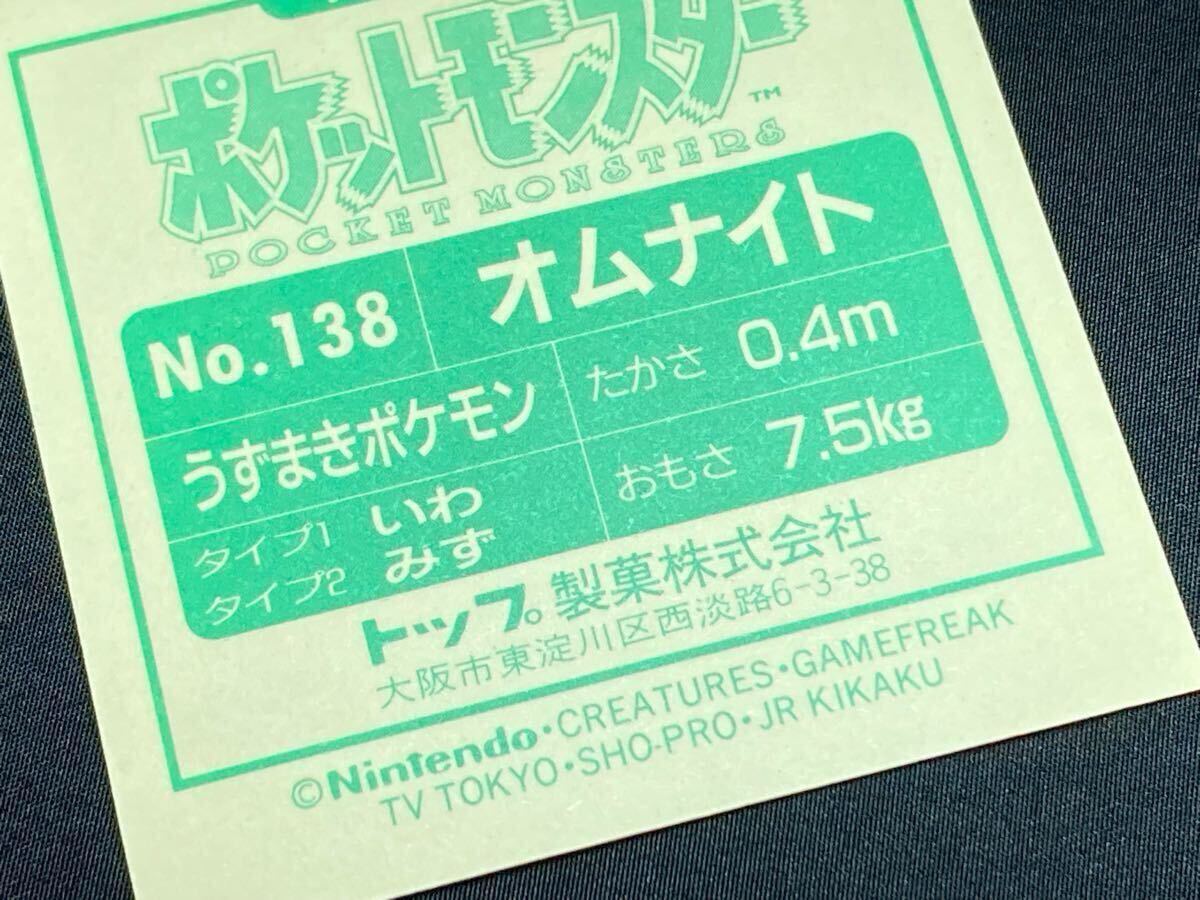 ポケットモンスター™
POCKET MONSTERS
No.138 オムナイト
うずまきポケモン
たかさ 0.4m
タイプ1 いわ
タイプ2 みず
おもさ 7.5kg
トップ製菓株式会社
大阪市東淀川区西淡路6-3-38
©Nintendo・CREATURES・GAMEFREAK
TV TOKYO・SHO-PRO・JR KIKAKU